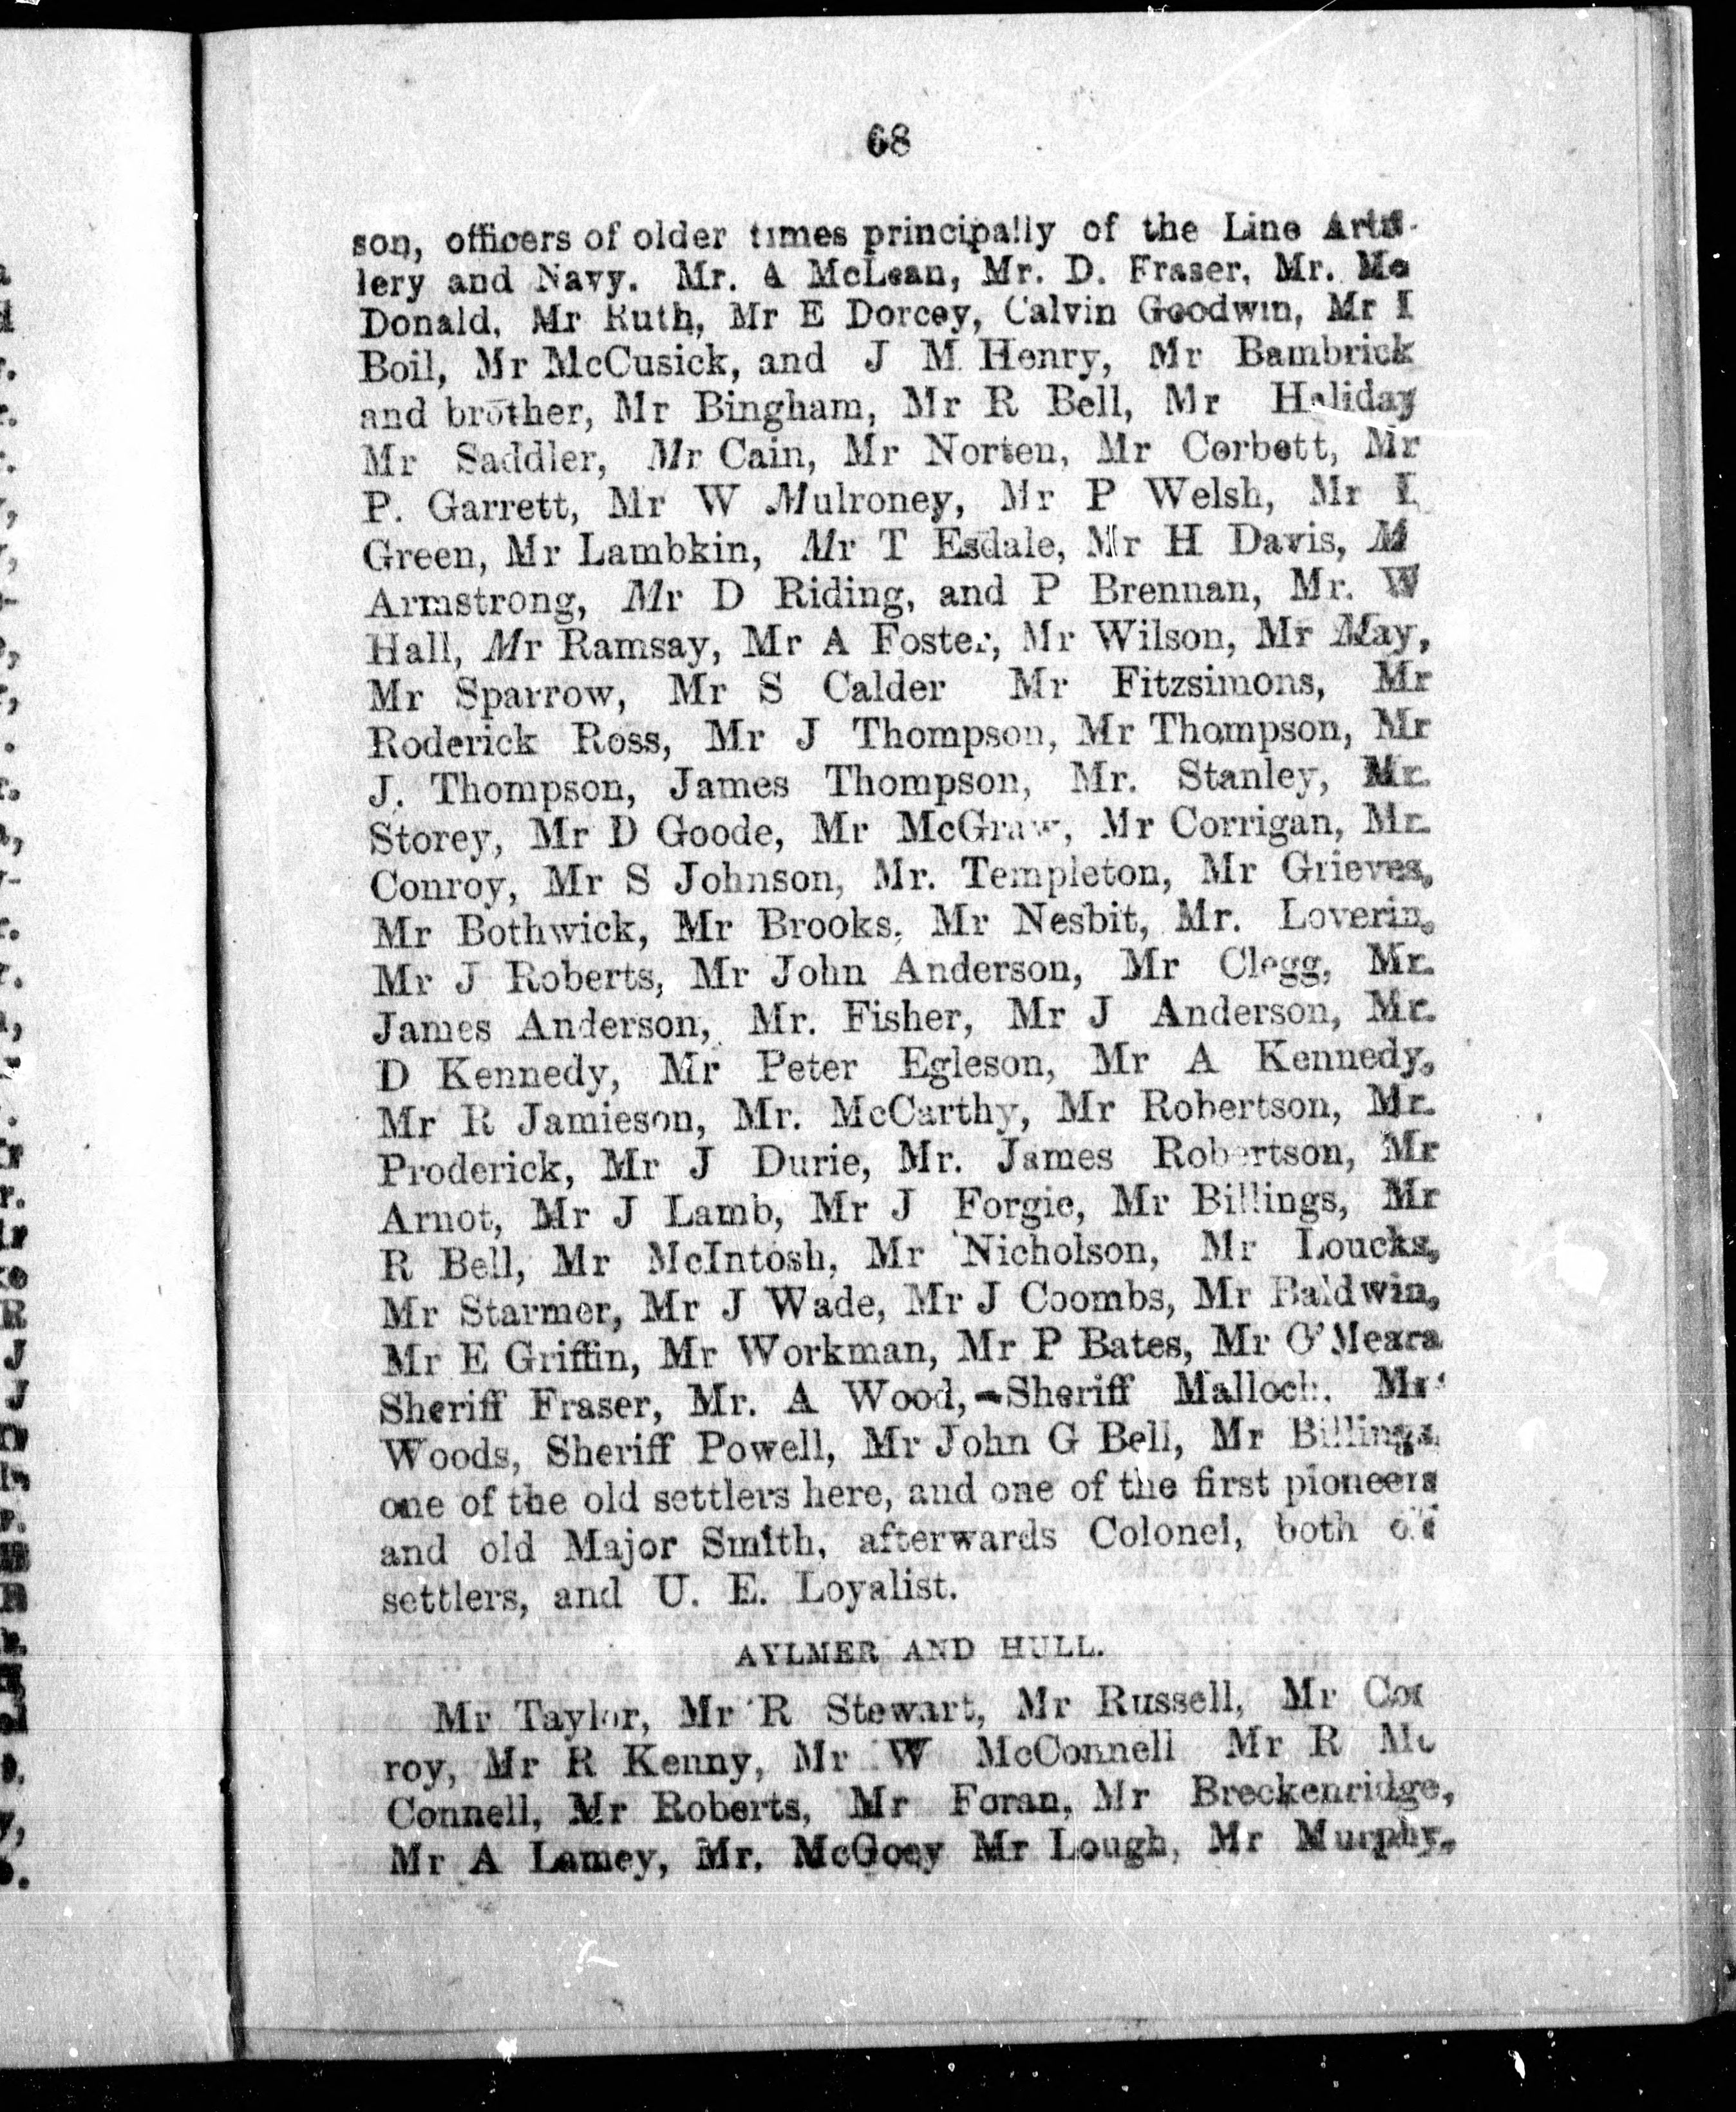 68
son, officers of older times principally of the Line Artil-
lery and Navy. Mr. A McLean, Mr. D. Fraser, Mr. Mc
Donald, Mr Ruth, Mr E Dorcey, Calvin Goodwin, Mr I
Boil, Mr McCusick, and J M Henry, Mr Bambrick
and brother, Mr Bingham, Mr R Bell, Mr Haliday
Mr Saddler, Mr Cain, Mr Norten, Mr Corbett, Mr
P. Garrett, Mr W Mulroney, Mr P Welsh, Mr I
Green, Mr Lambkin, Mr T Esdale, Mr H Davis, M
Armstrong, Mr D Riding, and P Brennan, Mr. W
Hall, Mr Ramsay, Mr A Foster, Mr Wilson, Mr May,
Mr Sparrow, Mr S Calder Mr Fitzsimons, Mr
Roderick Ross, Mr J Thompson, Mr Thompson, Mr
J. Thompson, James Thompson, Mr. Stanley, Mr.
Storey, Mr D Goode, Mr McGraw, Mr Corrigan, Mr.
Conroy, Mr S Johnson, Mr. Templeton, Mr Grieves,
Mr Bothwick, Mr Brooks, Mr Nesbit, Mr. Loverin,
Mr J Roberts, Mr John Anderson, Mr Clegg, Mr.
James Anderson, Mr. Fisher, Mr J Anderson, Mr.
D Kennedy, Mr Peter Egleson, Mr A Kennedy,
Mr R Jamieson, Mr. McCarthy, Mr Robertson, Mr.
Proderick, Mr J Durie, Mr. James Robertson, Mr
Arnot, Mr J Lamb, Mr J Forgie, Mr Billings, Mr
R Bell, Mr McIntosh, Mr Nicholson, Mr Loucks,
Mr Starmer, Mr J Wade, Mr J Coombs, Mr Baldwin,
Mr E Griffin, Mr Workman, Mr P Bates, Mr O'Meara
Sheriff Fraser, Mr. A Wood,-Sheriff Malloch. Mr
Woods, Sheriff Powell, Mr John G Bell, Mr Billings,
one of the old settlers here, and one of the first pioneers
and old Major Smith, afterwards Colonel, both
settlers, and U. E. Loyalist.
AYLMER AND HULL.
Mr Taylor, Mr R Stewart, Mr Russell, Mr
roy, Mr R Kenny, Mr W McConnell Mr R Mc
Connell, Mr Roberts, Mr Foran, Mr Breckenridge,
Mr A Lamey, Mr. McGoey Mr Lough, Mr Murphy,